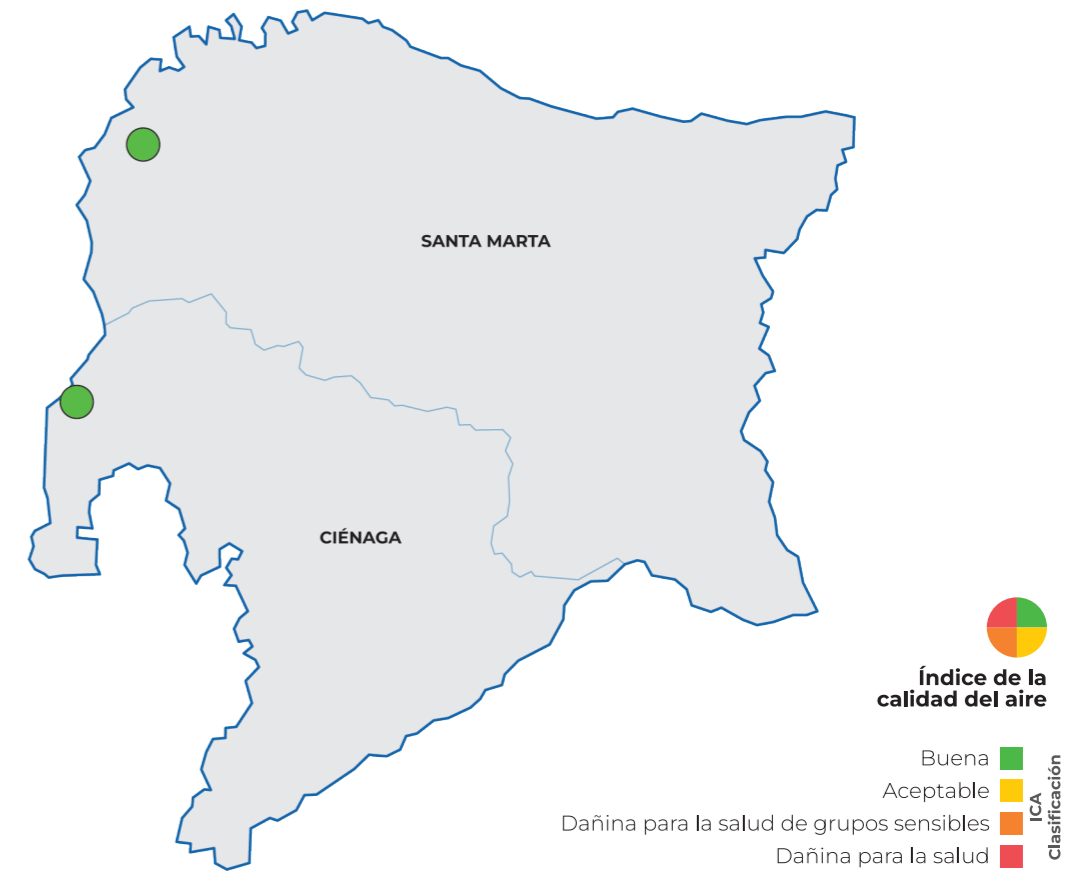 SANTA MARTA
CIÉNAGA
Índice de la
calidad del aire
Buena
Aceptable
Dañina para la salud de grupos sensibles
Dañina para la salud
ICA
Clasificación